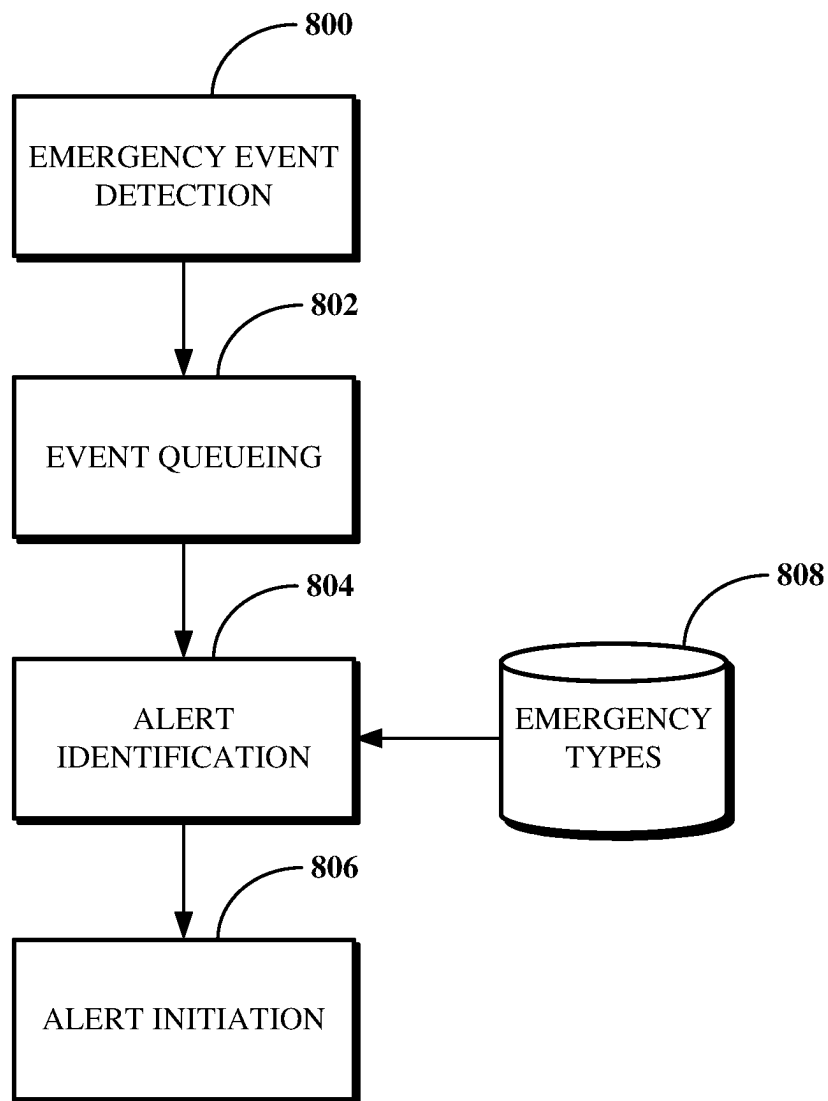 800
EMERGENCY EVENT
DETECTION
802
EVENT QUEUEING
804
808
ALERT
IDENTIFICATION
EMERGENCY
TYPES
806
ALERT INITIATION